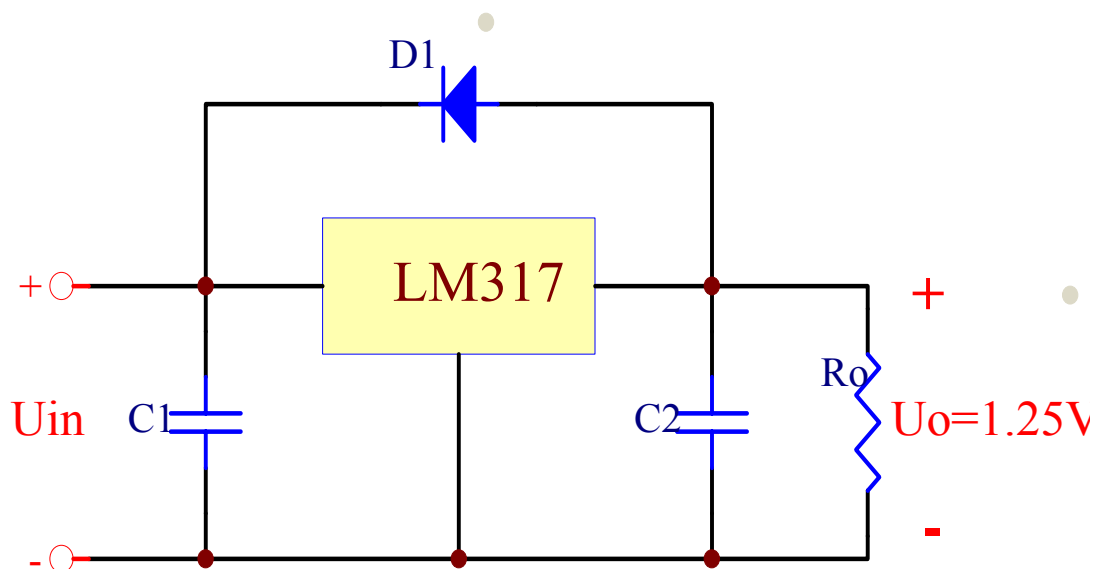 D1
LM317
+
+
Ro
Uin
C1
C2
Uo=1.25V
-
-